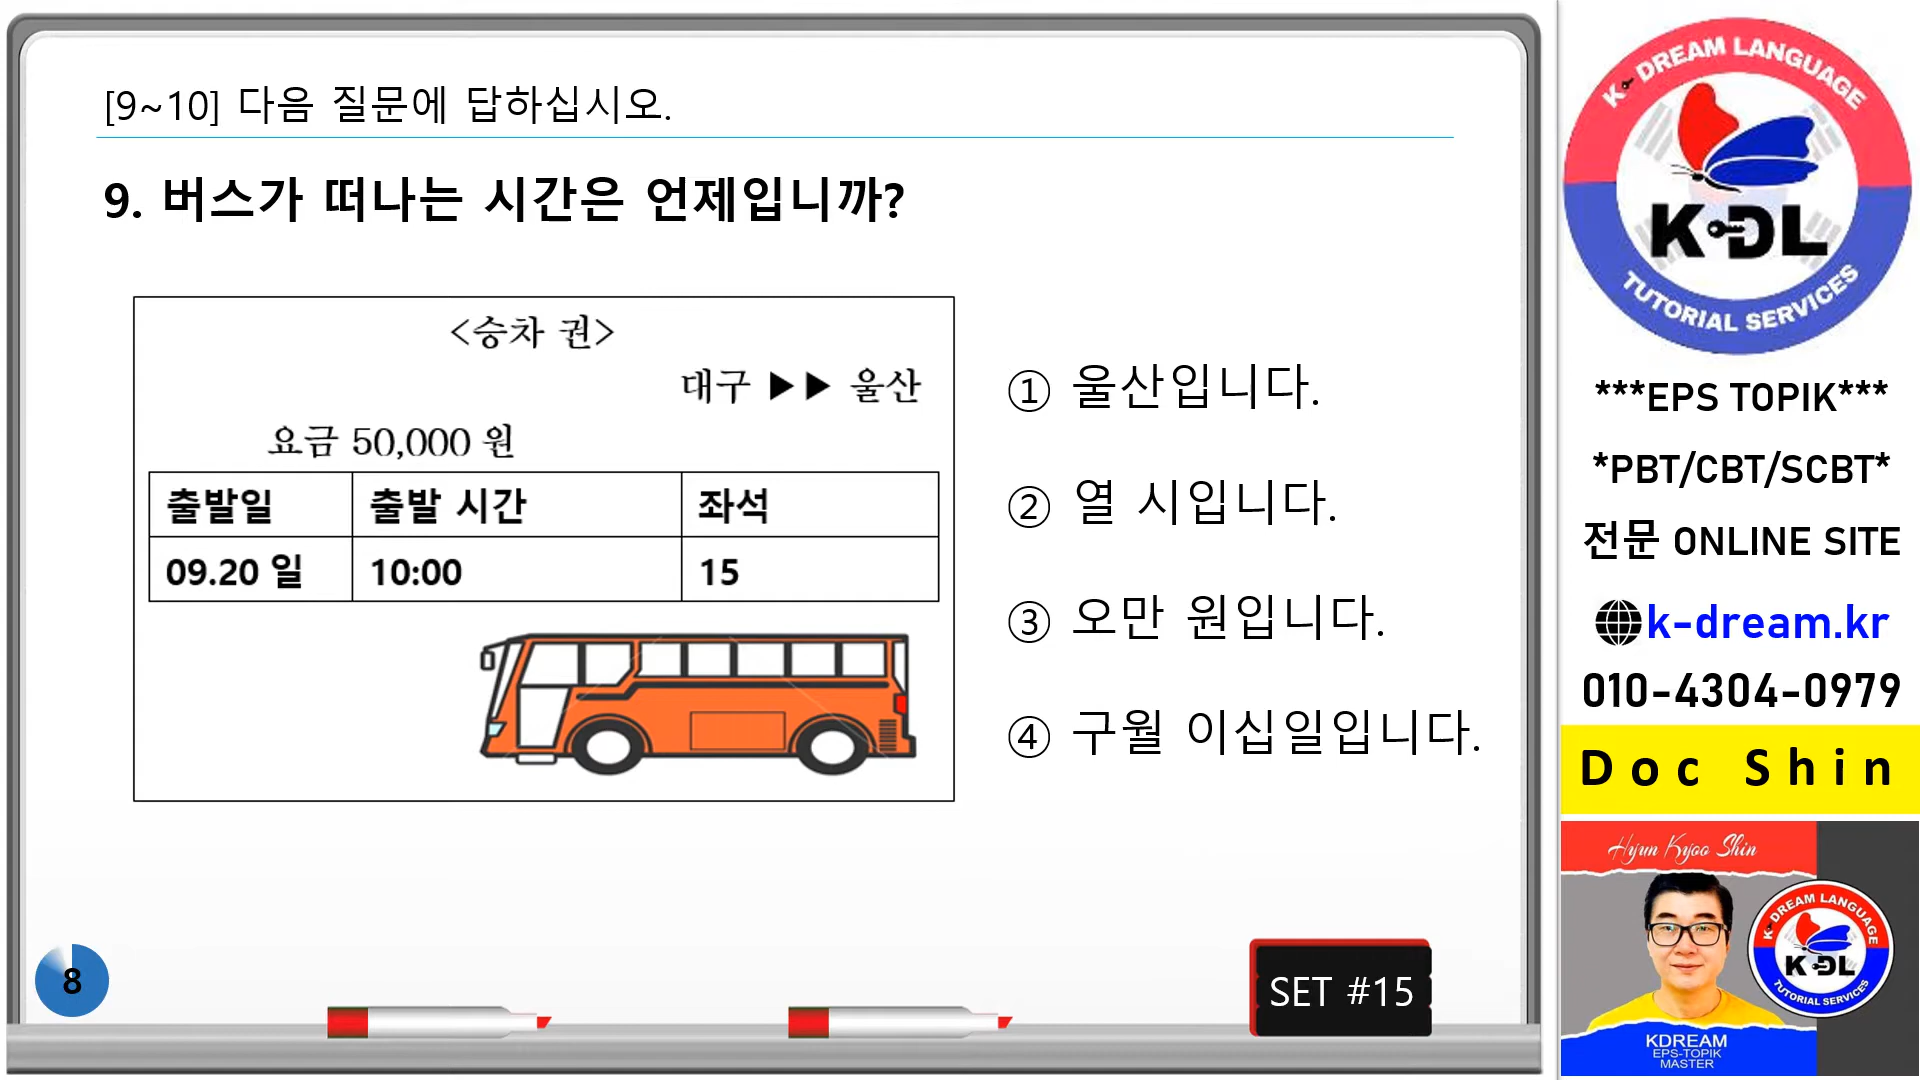 [9~10] 다음 질문에 답하십시오.
9. 버스가 떠나는 시간은 언제입니까?
<승차 권>
대구 ▶▶ 울산
요금 50,000 원
출발일 출발 시간 좌석
09.20 일 10:00 15
① 울산입니다.
② 열 시입니다.
③ 오만 원입니다.
④ 구월 이십일입니다.
8
SET #15
K-DREAM LANGUAGE
K-DL
TUTORIAL SERVICES
***EPS TOPIK***
*PBT/CBT/SCBT*
전문 ONLINE SITE
k-dream.kr
010-4304-0979
Doc Shin
Hyun Kyoo Shin
K-DREAM LANGUAGE
K-DL
TUTORIAL SERVICES
KDREAM
EPS-TOPIK
MASTER